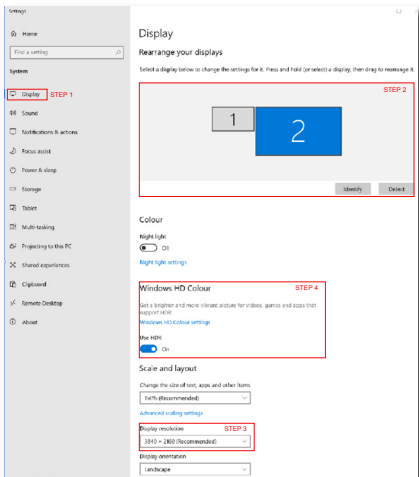 Settings
Home
Find a setting
System
Display STEP 1
Sound
Notifications & actions
Focus assist
Power & sleep
Storage
Tablet
Multi-tasking
Projecting to this PC
Shared experiences
Clipboard
Remote Desktop
About
Display
Rearrange your displays
Select a display below to change the settings for it. Press and hold (or select) a display, then drag to rearrange it.
STEP 2
1
2
Identify Detect
Colour
Night light
Off
Night light settings
Windows HD Colour STEP 4
Get a brighter and more vibrant picture for videos, games and apps that
support HDR.
Windows HD Colour settings
Use HDR
On
Scale and layout
Change the size of text, apps and other items
(Recommended)
Advanced scaling settings
Display resolution STEP 3
3840 × 2160 (Recommended)
Display orientation
Landscape